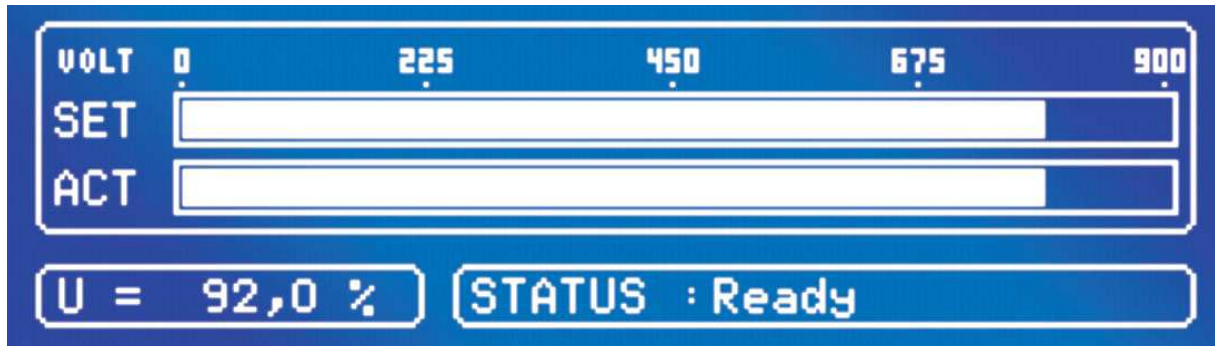 VOLT 0 225 450 675 900
SET
ACT
U = 92,0 % STATUS :Ready